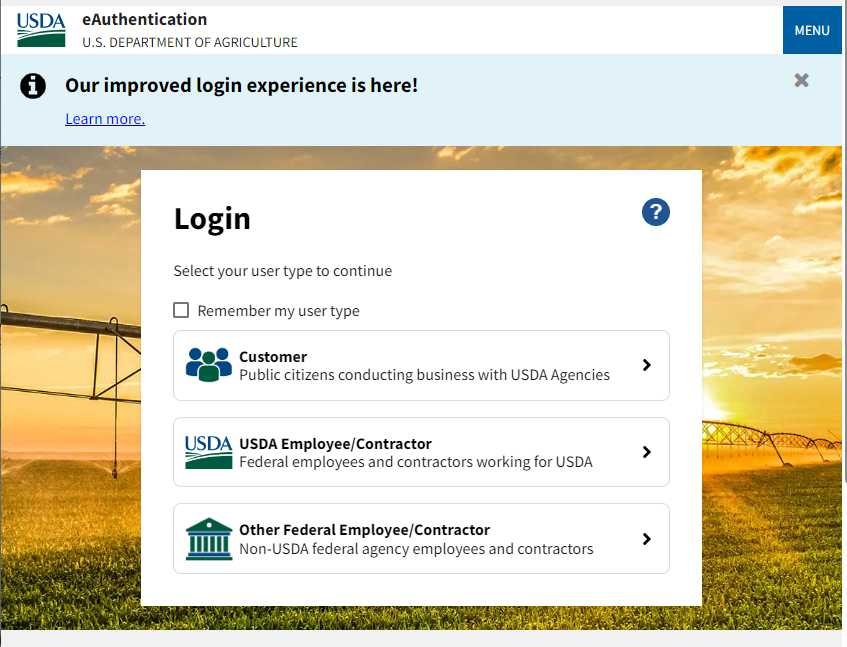 USDA
eAuthentication
U.S. DEPARTMENT OF AGRICULTURE
MENU
Our improved login experience is here!
Learn more.
Login
?
Select your user type to continue
Remember my user type
Customer
Public citizens conducting business with USDA Agencies
USDA
USDA Employee/Contractor
Federal employees and contractors working for USDA
Other Federal Employee/Contractor
Non-USDA federal agency employees and contractors